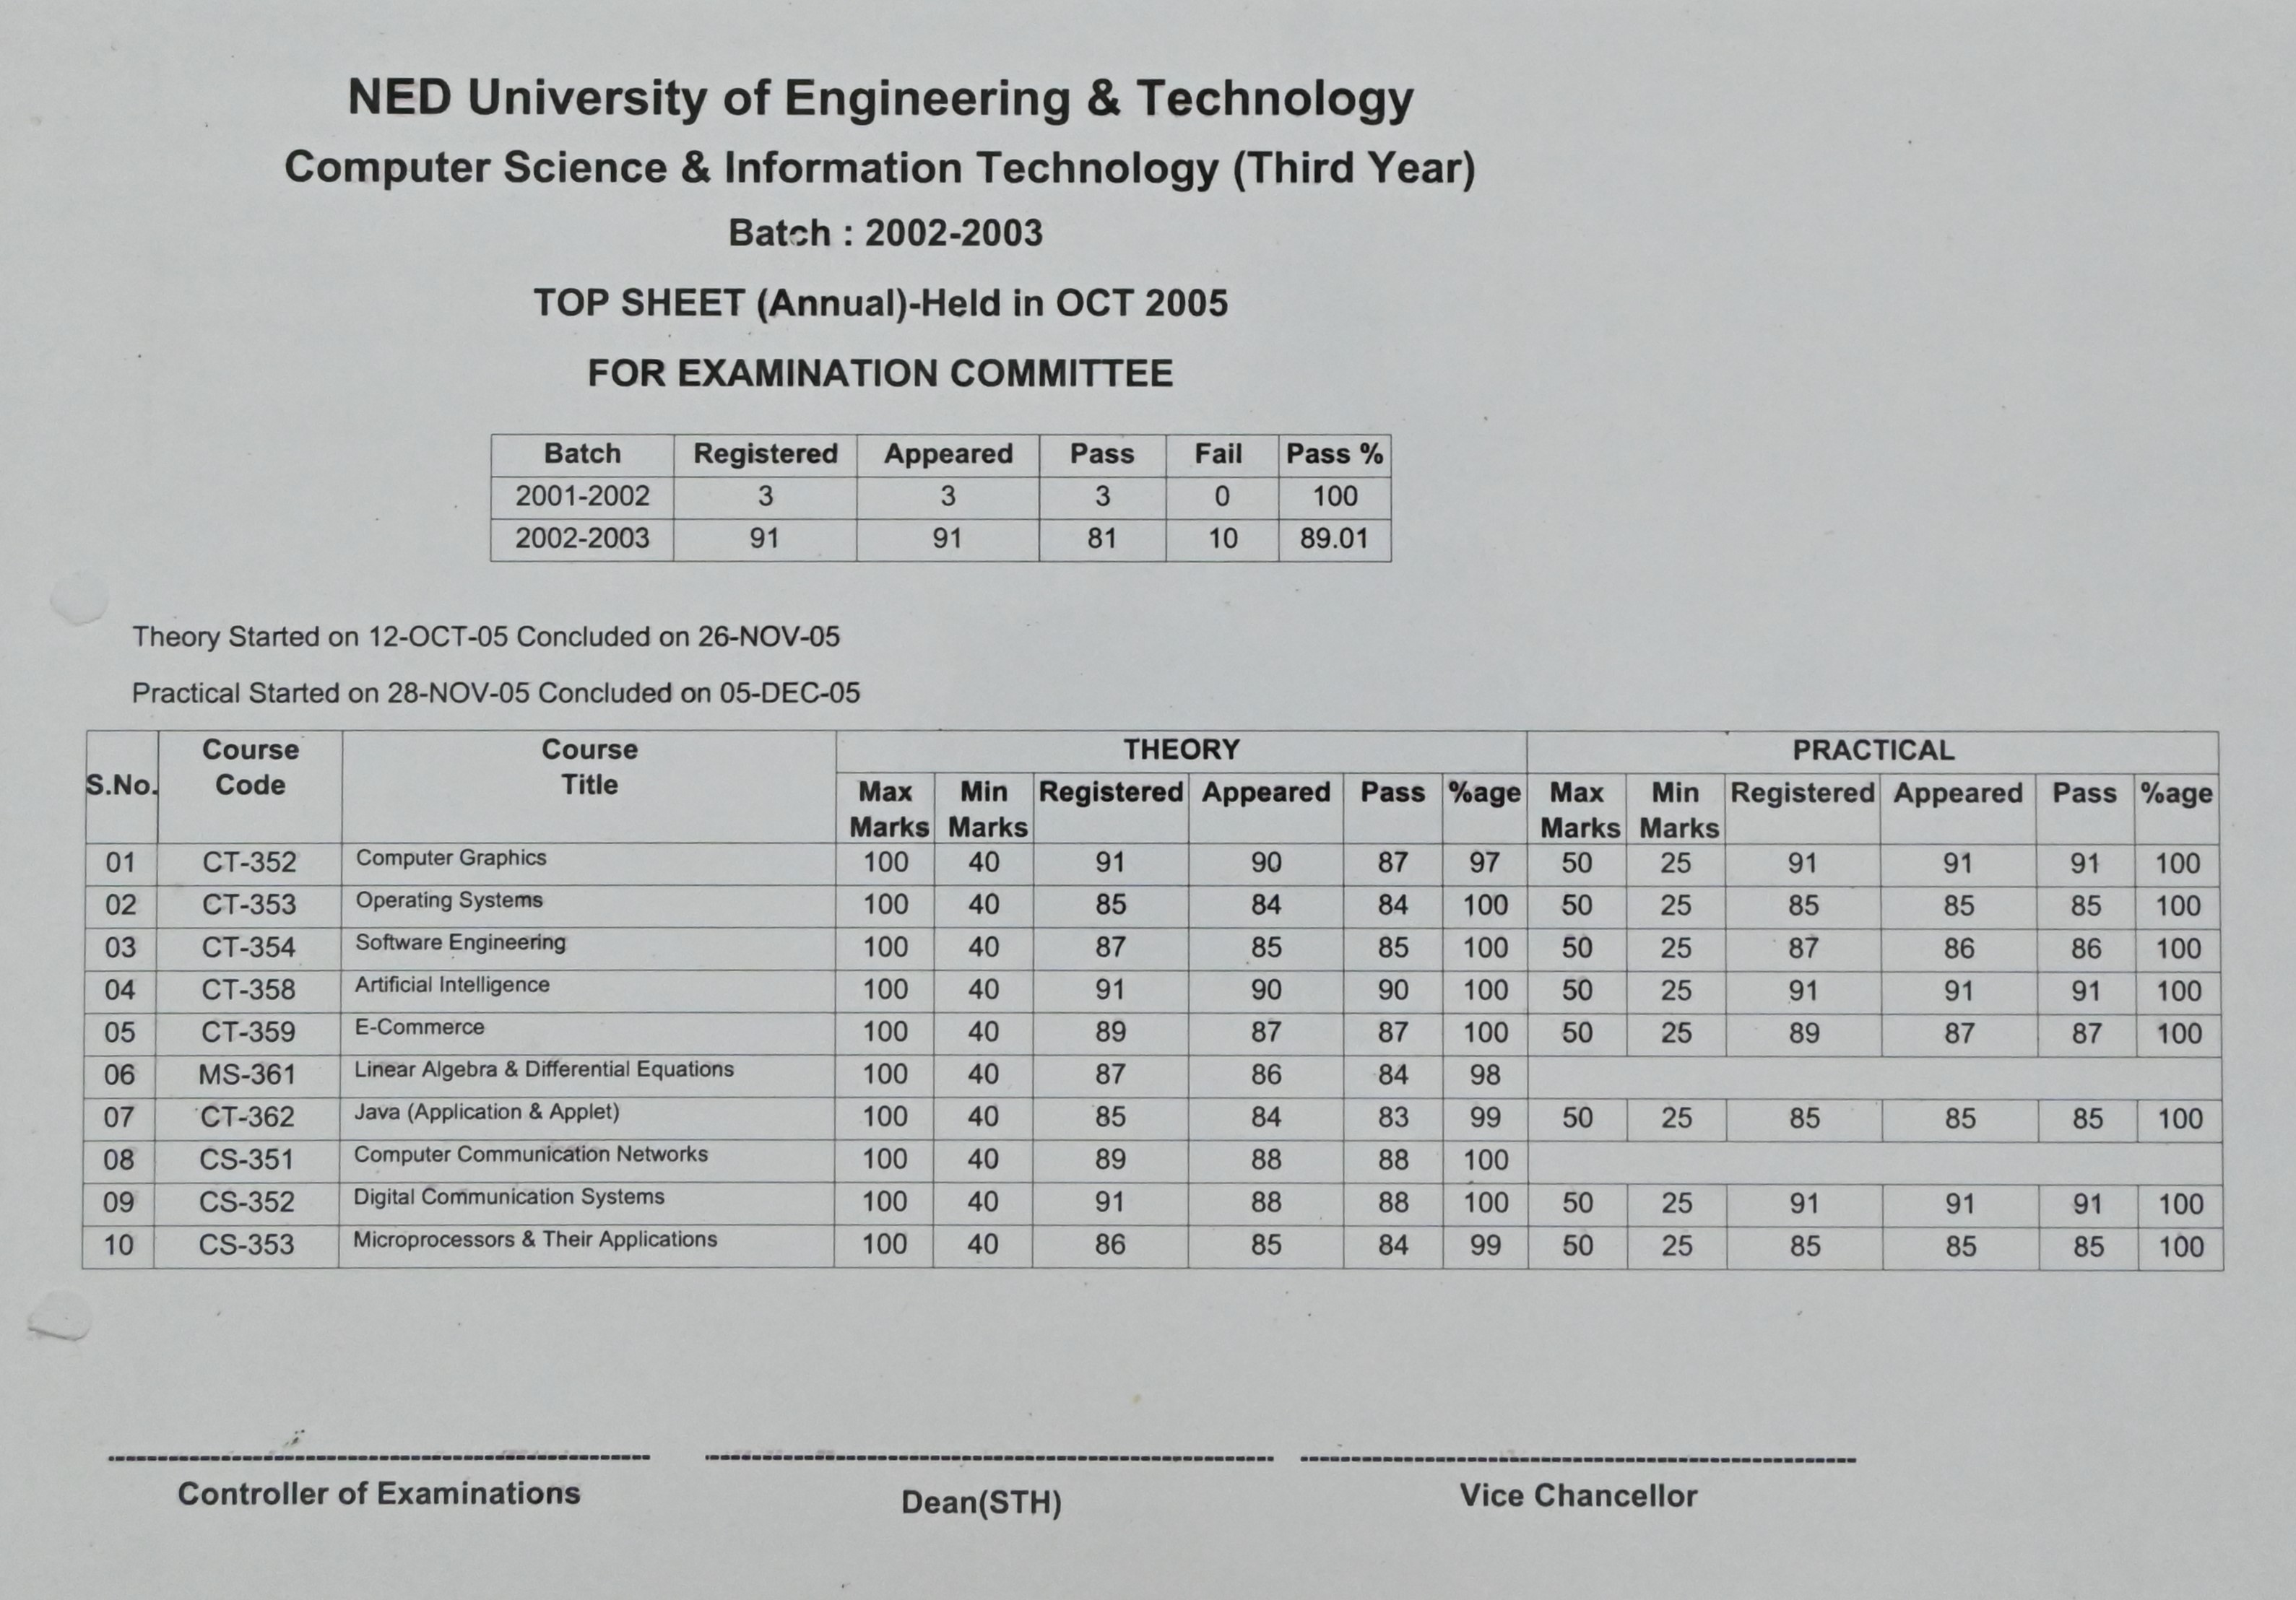 NED University of Engineering & Technology
Computer Science & Information Technology (Third Year)
Batch : 2002-2003
TOP SHEET (Annual)-Held in OCT 2005
FOR EXAMINATION COMMITTEE
Batch Registered Appeared Pass Fail Pass %
2001-2002 3 3 3 0 100
2002-2003 91 91 81 10 89.01
Theory Started on 12-OCT-05 Concluded on 26-NOV-05
Practical Started on 28-NOV-05 Concluded on 05-DEC-05
S.No. Course Code Course Title THEORY PRACTICAL
Max Marks Min Marks Registered Appeared Pass %age Max Marks Min Marks Registered Appeared Pass %age
01 CT-352 Computer Graphics 100 40 91 90 87 97 50 25 91 91 91 100
02 CT-353 Operating Systems 100 40 85 84 84 100 50 25 85 85 85 100
03 CT-354 Software Engineering 100 40 87 85 85 100 50 25 87 86 86 100
04 CT-358 Artificial Intelligence 100 40 91 90 90 100 50 25 91 91 91 100
05 CT-359 E-Commerce 100 40 89 87 87 100 50 25 89 87 87 100
06 MS-361 Linear Algebra & Differential Equations 100 40 87 86 84 98
07 CT-362 Java (Application & Applet) 100 40 85 84 83 99 50 25 85 85 85 100
08 CS-351 Computer Communication Networks 100 40 89 88 88 100
09 CS-352 Digital Communication Systems 100 40 91 88 88 100 50 25 91 91 91 100
10 CS-353 Microprocessors & Their Applications 100 40 86 85 84 99 50 25 85 85 85 100
Controller of Examinations
Dean(STH)
Vice Chancellor